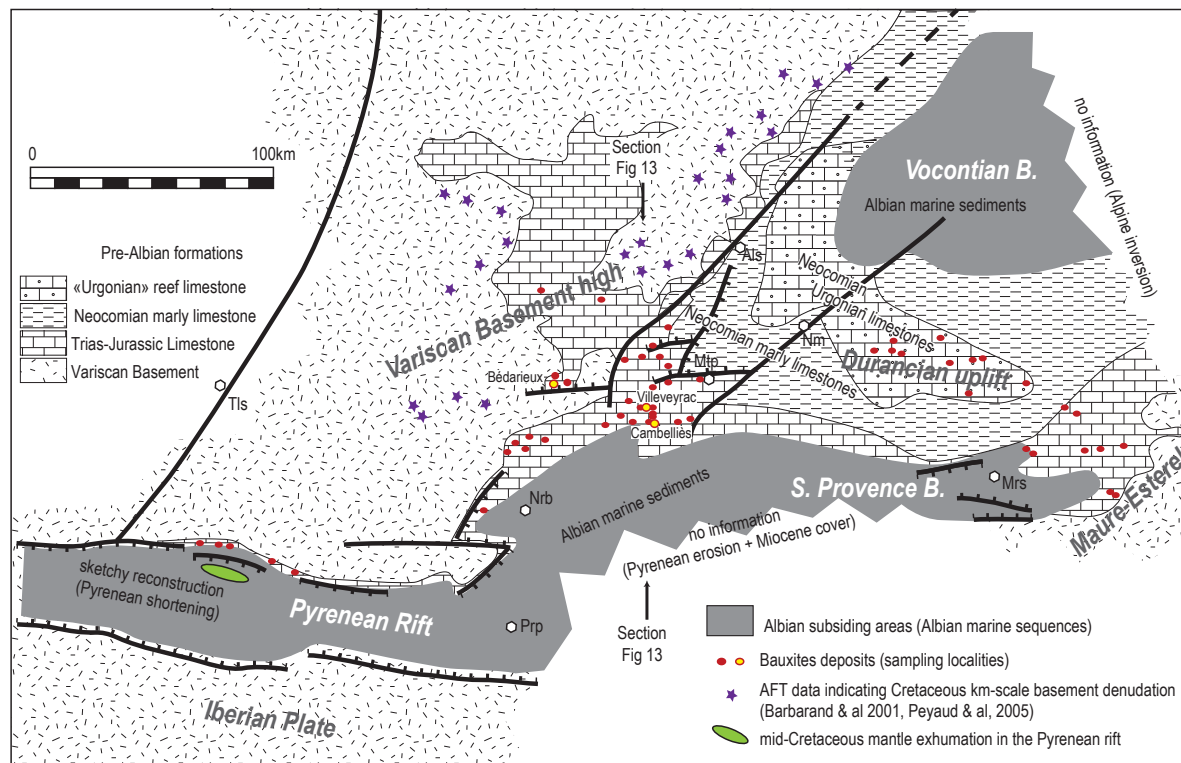 0 100km
Pre-Albian formations
«Urgonian» reef limestone
Neocomian marly limestone
Trias-Jurassic Limestone
Variscan Basement
Section
Fig 13
Vocontian B.
Albian marine sediments
no information (Alpine inversion)
Als
Variscan Basement high
Neocomian
Urgonian limestones
Neocomian marly limestones
Nm
Durancian uplift
Tls
Bédarieux
Mtp
Villeveyrac
Cambelliès
Nrb
Albian marine sediments
S. Provence B.
Mrs
Maure-Esterel
no information
(Pyrenean erosion + Miocene cover)
sketchy reconstruction
(Pyrenean shortening)
Pyrenean Rift
Prp
Section
Fig 13
Iberian Plate
Albian subsiding areas (Albian marine sequences)
Bauxites deposits (sampling localities)
AFT data indicating Cretaceous km-scale basement denudation
(Barbarand & al 2001, Peyaud & al, 2005)
mid-Cretaceous mantle exhumation in the Pyrenean rift